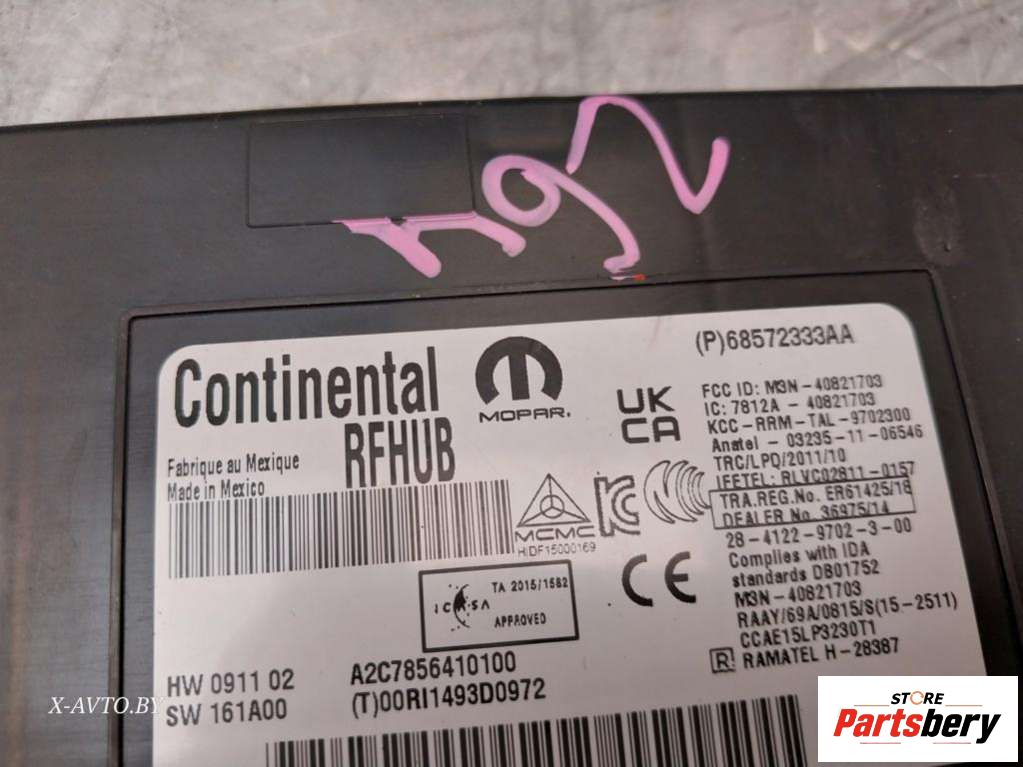 H92
Continental
RFHUB
MOPAR®
(P)68572333AA
Fabrique au Mexique
Made in Mexico
UK
CA
FCC ID: M3N-40821703
IC: 7812A - 40821703
KCC-RRM-TAL-9702300
Anatel - 03235-11-06546
TRC/LPD/2011/10
IFETEL: RLVC02811-0157
TRA.REG.No. ER61425/18
DEALER No. 36975/14
28-4122-9702-3-00
Complies with IDA
standards DB01752
M3N-40821703
RAAY/69A/0815/S(15-2511)
CCAE15LP3230T1
R RAMATEL H-28387
MCMC
HIDF15000169
KC
CE
ICASA
TA 2015/1582
APPROVED
HW 0911 02
SW 161A00
A2C7856410100
(T)00RI1493D0972
X-AVTO.BY
STORE
Partsbery